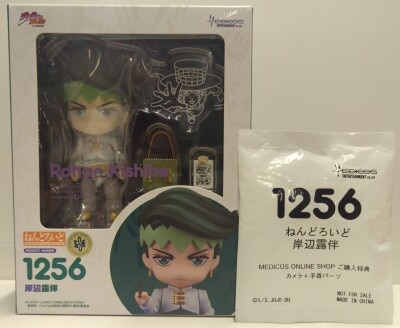 MEDICOS
ENTERTAINMENT
Rohan Kishibe
ねんどろいど
1256
岸辺露伴
MEDICOS
ENTERTAINMENT
1256
ねんどろいど
岸辺露伴
MEDICOS ONLINE SHOP ご購入特典
カメラ+手首パーツ
NOT FOR SALE
MADE IN CHINA
©L/S, JOJO DU